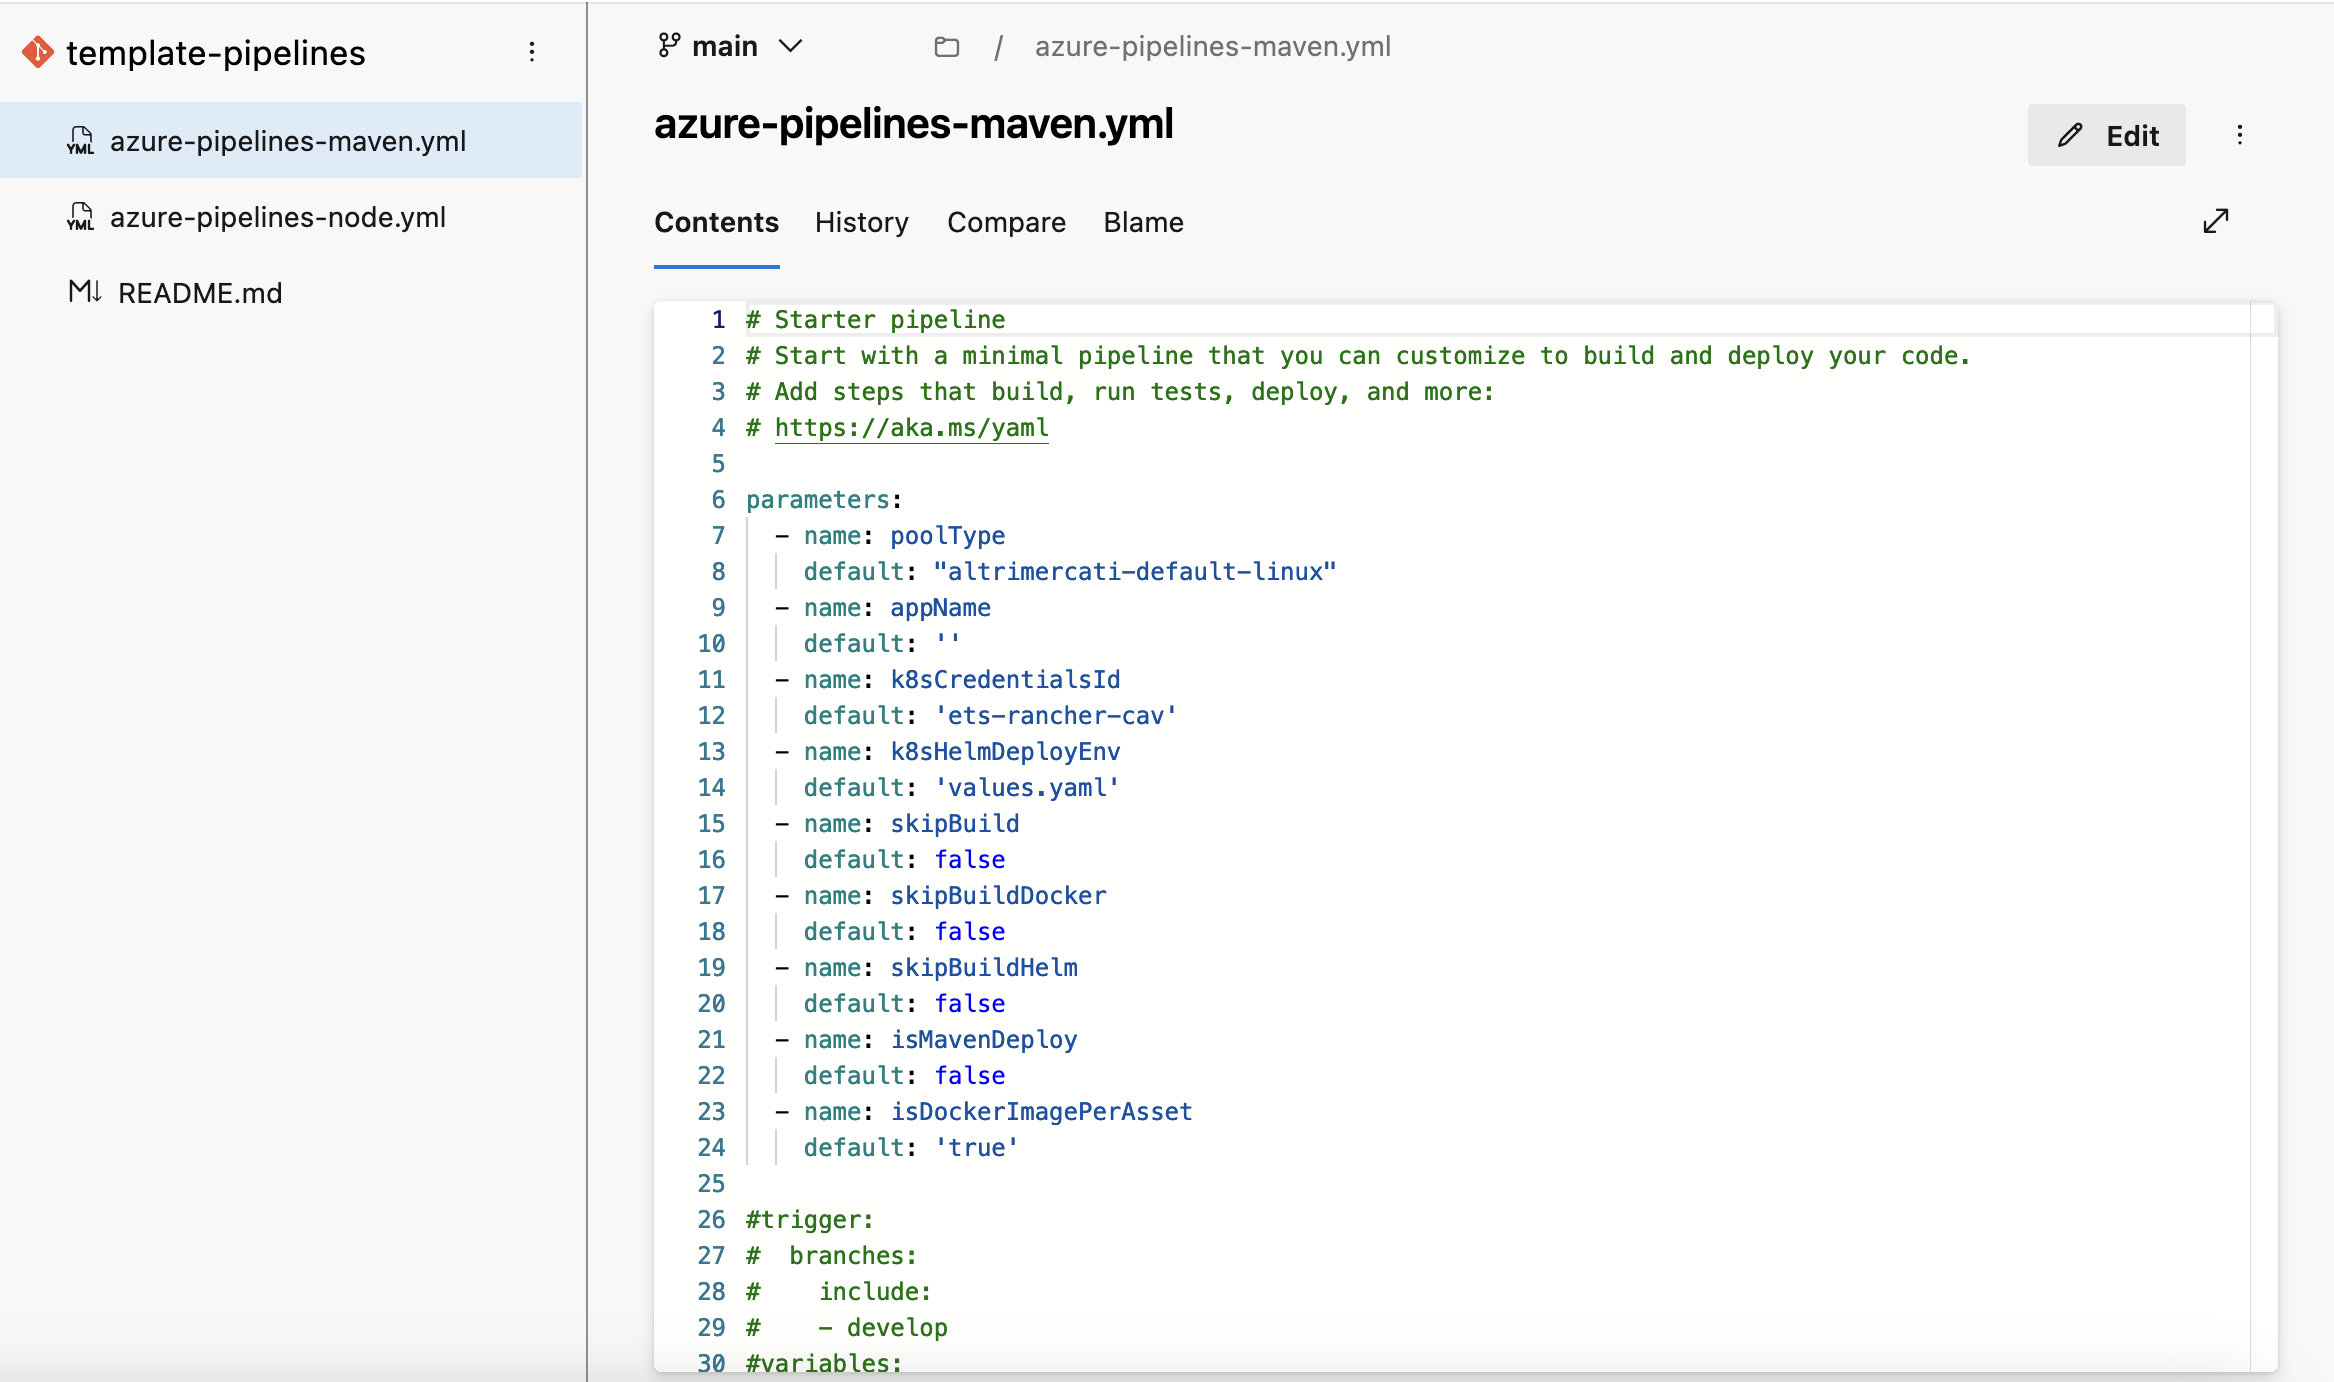 template-pipelines
azure-pipelines-maven.yml
azure-pipelines-node.yml
README.md
main
/ azure-pipelines-maven.yml
azure-pipelines-maven.yml
Edit
Contents History Compare Blame
1 # Starter pipeline
2 # Start with a minimal pipeline that you can customize to build and deploy your code.
3 # Add steps that build, run tests, deploy, and more:
4 # https://aka.ms/yaml
5
6 parameters:
7   - name: poolType
8     default: "altrimercati-default-linux"
9   - name: appName
10     default: ''
11   - name: k8sCredentialsId
12     default: 'ets-rancher-cav'
13   - name: k8sHelmDeployEnv
14     default: 'values.yaml'
15   - name: skipBuild
16     default: false
17   - name: skipBuildDocker
18     default: false
19   - name: skipBuildHelm
20     default: false
21   - name: isMavenDeploy
22     default: false
23   - name: isDockerImagePerAsset
24     default: 'true'
25
26 #trigger:
27 #  branches:
28 #    include:
29 #    - develop
30 #variables: